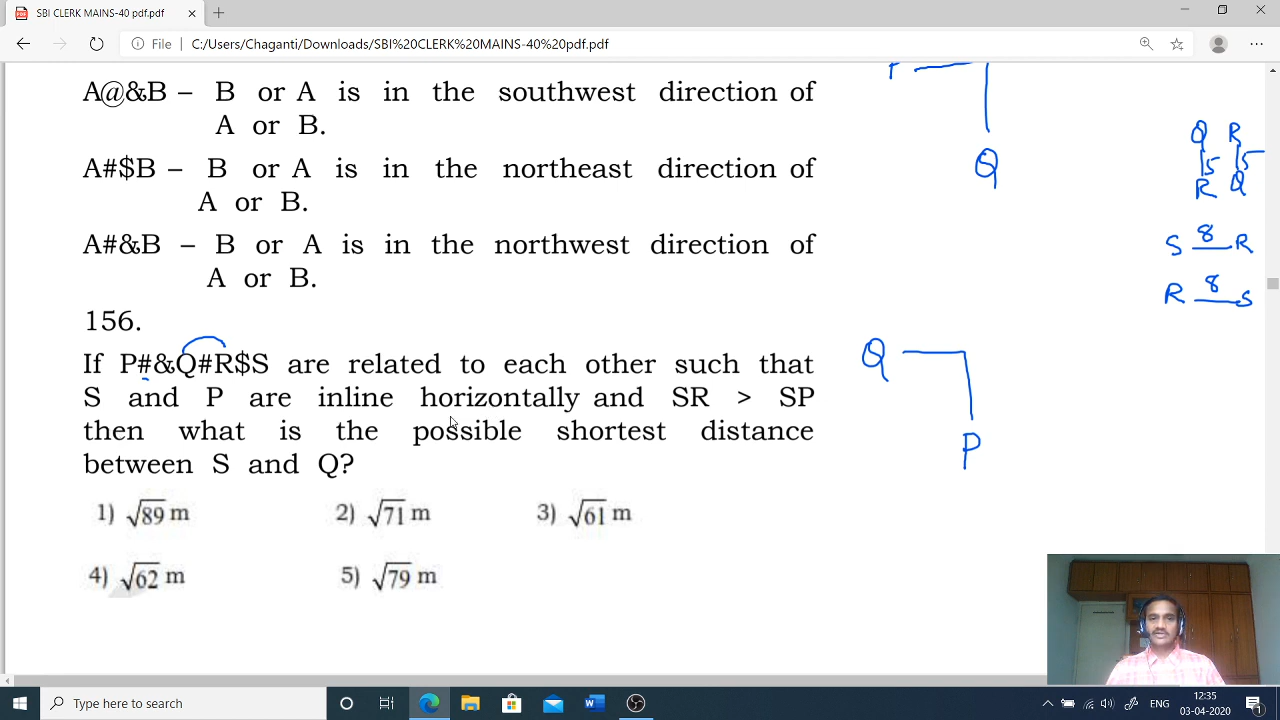 SBI CLERK MAINS-40 pdf.pdf
File | C:/Users/Chaganti/Downloads/SBI%20CLERK%20MAINS-40%20pdf.pdf
A@&B – B or A is in the southwest direction of
A or B.
A#$B – B or A is in the northeast direction of
A or B.
A#&B – B or A is in the northwest direction of
A or B.
156.
If P#&Q#R$S are related to each other such that
S and P are inline horizontally and SR > SP
then what is the possible shortest distance
between S and Q?
1) √89 m 2) √71 m 3) √61 m
4) √62 m 5) √79 m
Q
Q R
15 15
R Q
S 8 R
R 8 S
Q
P
Type here to search
ENG
12:35
03-04-2020